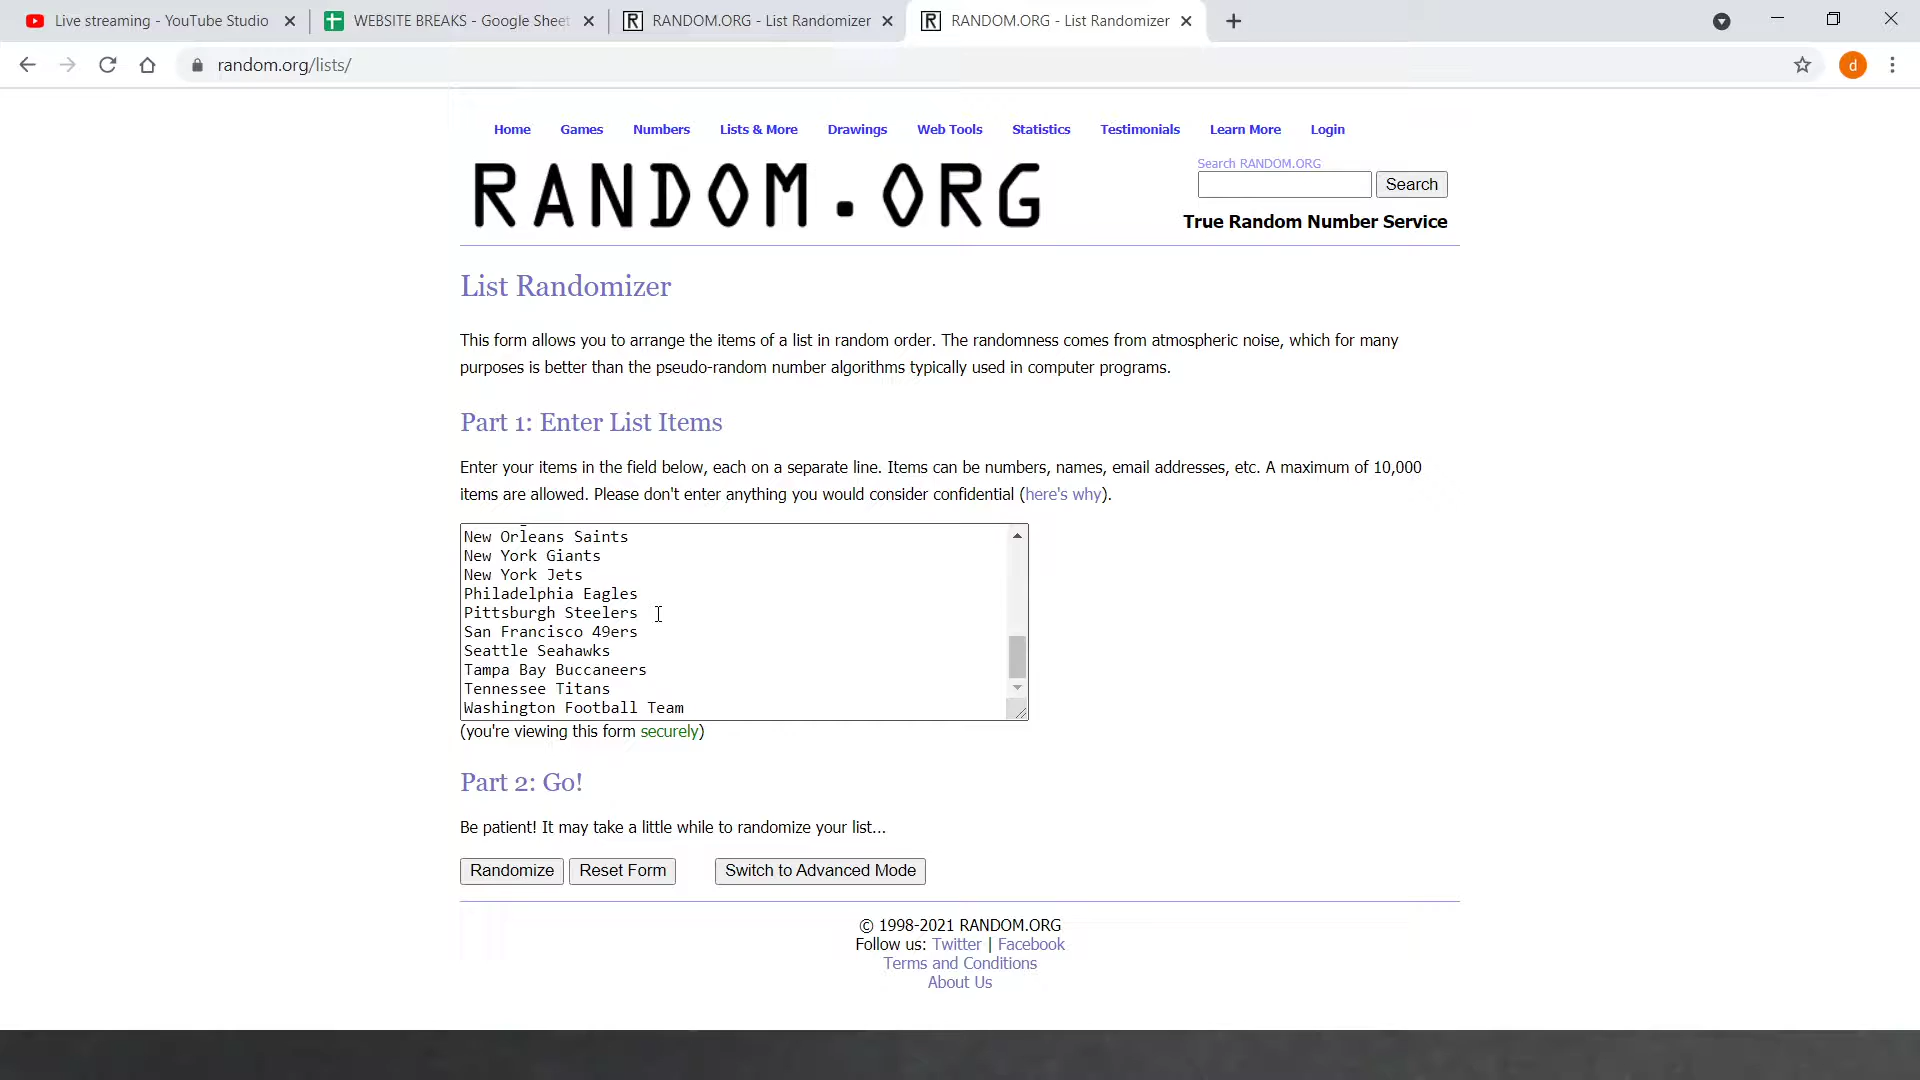 Live streaming - YouTube Studio
WEBSITE BREAKS - Google Sheet
RANDOM.ORG - List Randomizer
RANDOM.ORG - List Randomizer
random.org/lists/
d
Home Games Numbers Lists & More Drawings Web Tools Statistics Testimonials Learn More Login
RANDOM.ORG
Search RANDOM.ORG
Search
True Random Number Service
List Randomizer
This form allows you to arrange the items of a list in random order. The randomness comes from atmospheric noise, which for many
purposes is better than the pseudo-random number algorithms typically used in computer programs.
Part 1: Enter List Items
Enter your items in the field below, each on a separate line. Items can be numbers, names, email addresses, etc. A maximum of 10,000
items are allowed. Please don't enter anything you would consider confidential (here's why).
New Orleans Saints
New York Giants
New York Jets
Philadelphia Eagles
Pittsburgh Steelers
San Francisco 49ers
Seattle Seahawks
Tampa Bay Buccaneers
Tennessee Titans
Washington Football Team
(you're viewing this form securely)
Part 2: Go!
Be patient! It may take a little while to randomize your list...
Randomize Reset Form Switch to Advanced Mode
© 1998-2021 RANDOM.ORG
Follow us: Twitter | Facebook
Terms and Conditions
About Us